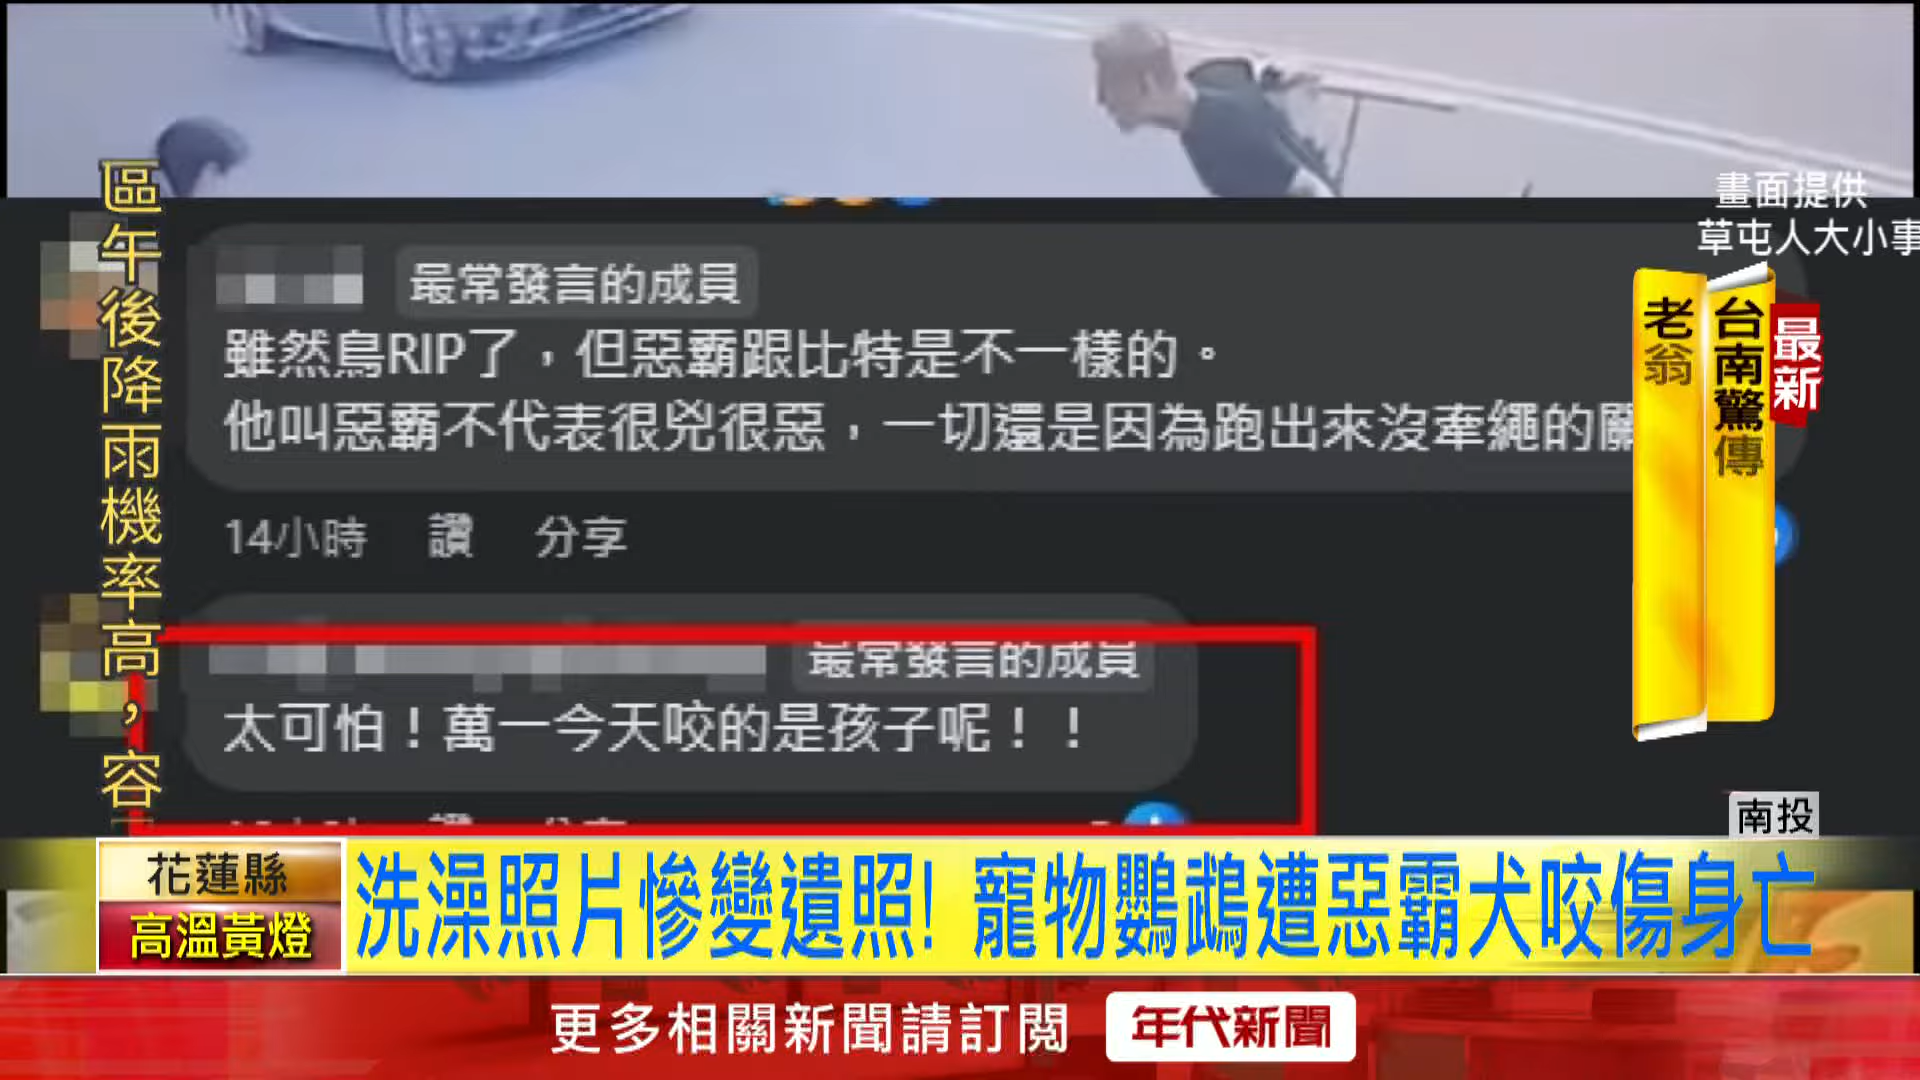 畫面提供
草屯人大小事
區午後降雨機率高，容
最常發言的成員
雖然鳥RIP了，但惡霸跟比特是不一樣的。
他叫惡霸不代表很兇很惡，一切還是因為跑出來沒牽繩的關
14小時 讚 分享
最常發言的成員
太可怕！萬一今天咬的是孩子呢！！
最新
台南驚傳
老翁
南投
花蓮縣
高溫黃燈
洗澡照片慘變遺照! 寵物鸚鵡遭惡霸犬咬傷身亡
更多相關新聞請訂閱
年代新聞